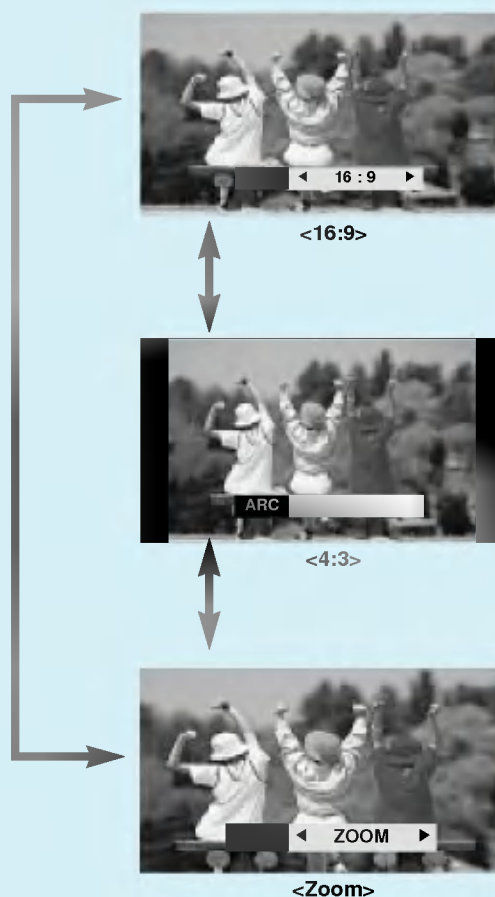 ◄ 16 : 9 ►
<16:9>
ARC
<4:3>
◄ ZOOM ►
<Zoom>